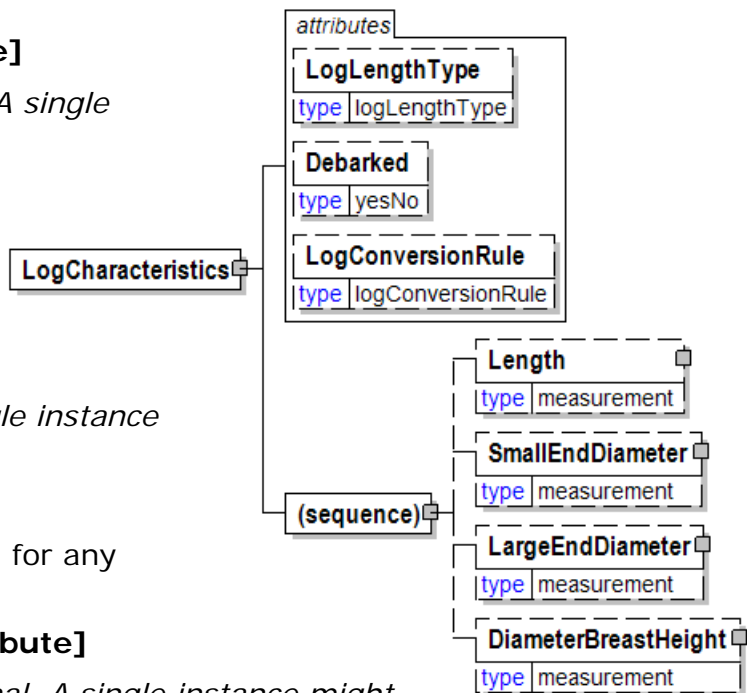 e]
A single
le instance
for any
bute]
nal. A single instance might
attributes
LogLengthType
type logLengthType
Debarked
type yesNo
LogConversionRule
type logConversionRule
LogCharacteristics
(sequence)
Length
type measurement
SmallEndDiameter
type measurement
LargeEndDiameter
type measurement
DiameterBreastHeight
type measurement